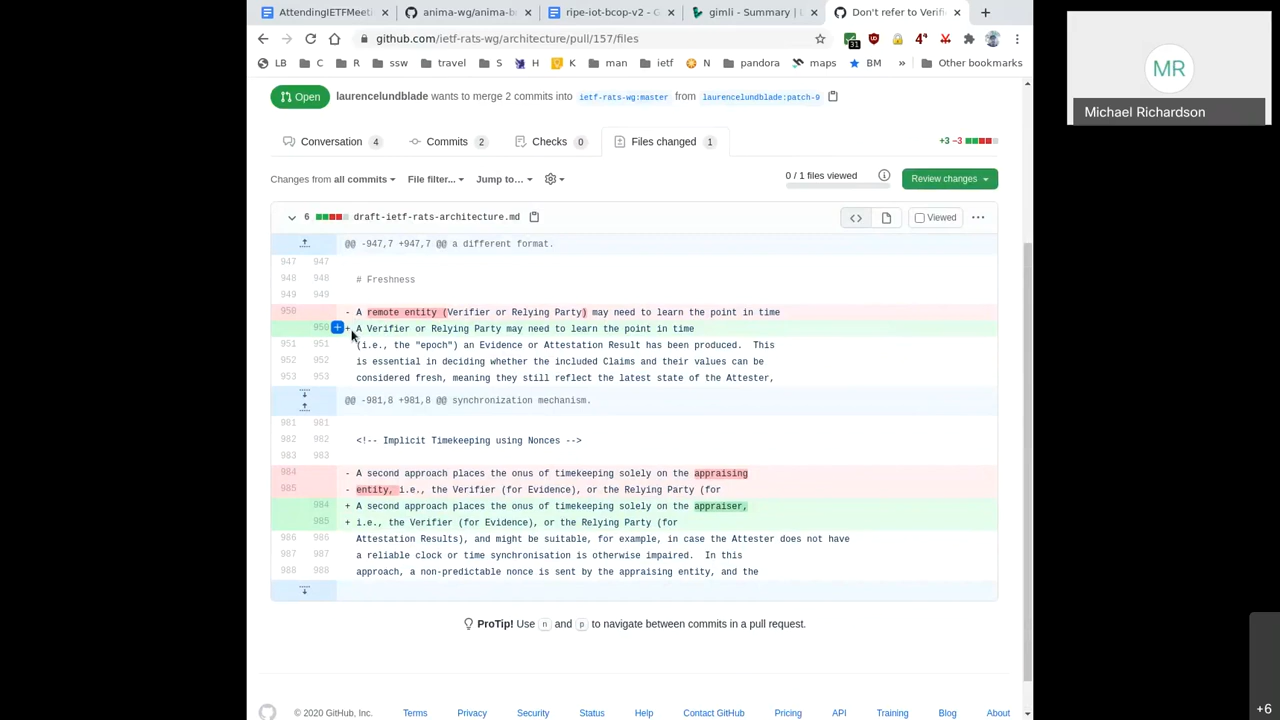 AttendingIETFMeeti
anima-wg/anima-b
ripe-iot-bcop-v2 - G
gimli - Summary | L
Don't refer to Verifi
github.com/ietf-rats-wg/architecture/pull/157/files
31
4
LB C R ssw travel S H K man ietf N pandora maps BM » Other bookmarks
Open
laurencelundblade wants to merge 2 commits into ietf-rats-wg:master from laurencelundblade:patch-9
Conversation 4 Commits 2 Checks 0 Files changed 1 +3 −3
Changes from all commits File filter... Jump to... 0 / 1 files viewed Review changes
6 draft-ietf-rats-architecture.md Viewed
@@ -947,7 +947,7 @@ a different format.
947 947
948 948 # Freshness
949 949
950 - A remote entity (Verifier or Relying Party) may need to learn the point in time
950 + A Verifier or Relying Party may need to learn the point in time
951 951 (i.e., the "epoch") an Evidence or Attestation Result has been produced. This
952 952 is essential in deciding whether the included Claims and their values can be
953 953 considered fresh, meaning they still reflect the latest state of the Attester,
@@ -981,8 +981,8 @@ synchronization mechanism.
981 981
982 982 <!-- Implicit Timekeeping using Nonces -->
983 983
984 - A second approach places the onus of timekeeping solely on the appraising
985 - entity, i.e., the Verifier (for Evidence), or the Relying Party (for
984 + A second approach places the onus of timekeeping solely on the appraiser,
985 + i.e., the Verifier (for Evidence), or the Relying Party (for
986 986 Attestation Results), and might be suitable, for example, in case the Attester does not have
987 987 a reliable clock or time synchronisation is otherwise impaired. In this
988 988 approach, a non-predictable nonce is sent by the appraising entity, and the
ProTip! Use n and p to navigate between commits in a pull request.
© 2020 GitHub, Inc. Terms Privacy Security Status Help Contact GitHub Pricing API Training Blog About
MR
Michael Richardson
+6